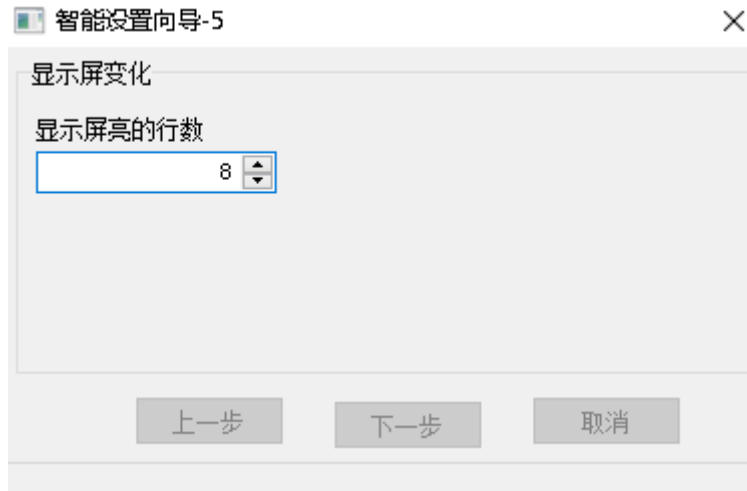 智能设置向导-5
显示屏变化
显示屏亮的行数
8
上一步 下一步 取消